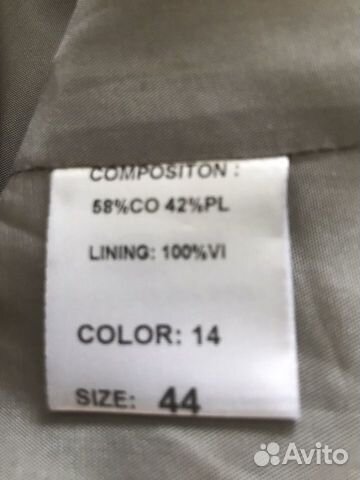 COMPOSITON :
58%CO 42%PL
LINING: 100%VI
COLOR: 14
SIZE: 44
Avito